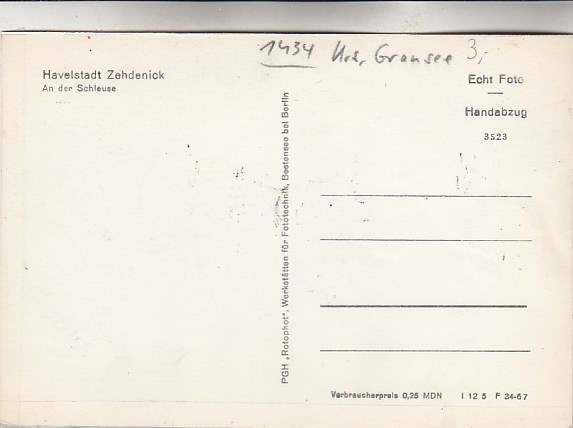 1434 Krs. Gransee 3,-
Havelstadt Zehdenick
An der Schleuse
Echt Foto
Handabzug
3523
PGH „Rotophot", Werkstätten für Fototechnik, Bestensee bei Berlin
Verbraucherpreis 0,25 MDN I 12 5 F 34-67